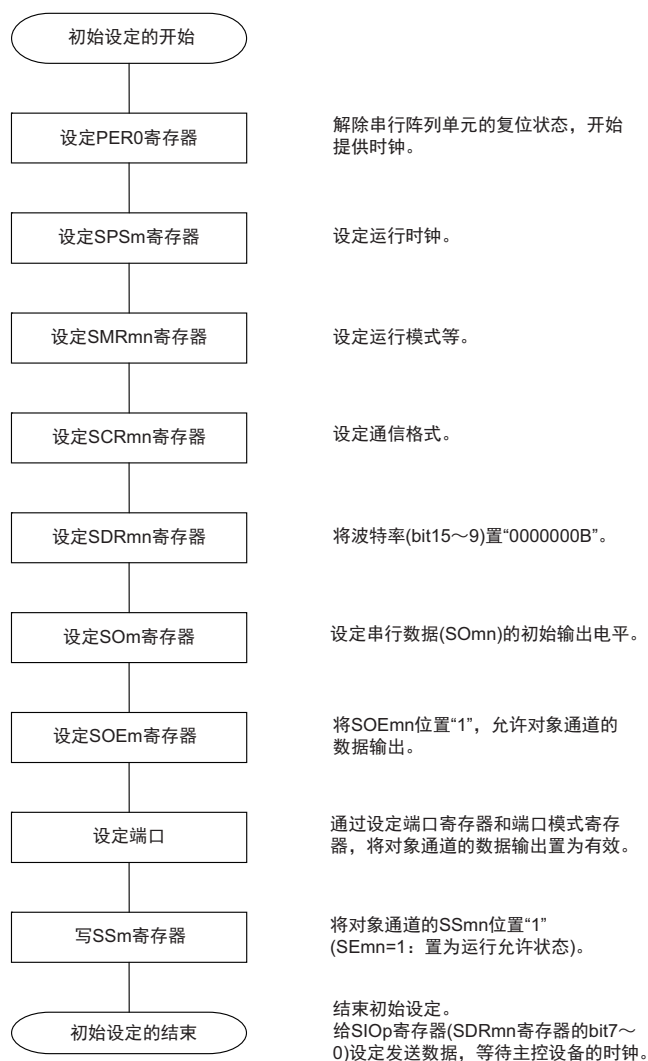 初始设定的开始
设定PER0寄存器
解除串行阵列单元的复位状态，开始
提供时钟。
设定SPSm寄存器
设定运行时钟。
设定SMRmn寄存器
设定运行模式等。
设定SCRmn寄存器
设定通信格式。
设定SDRmn寄存器
将波特率(bit15～9)置“0000000B”。
设定SOm寄存器
设定串行数据(SOmn)的初始输出电平。
设定SOEm寄存器
将SOEmn位置“1”，允许对象通道的
数据输出。
设定端口
通过设定端口寄存器和端口模式寄存
器，将对象通道的数据输出置为有效。
写SSm寄存器
将对象通道的SSmn位置“1”
(SEmn=1：置为运行允许状态)。
初始设定的结束
结束初始设定。
给SIOp寄存器(SDRmn寄存器的bit7～
0)设定发送数据，等待主控设备的时钟。